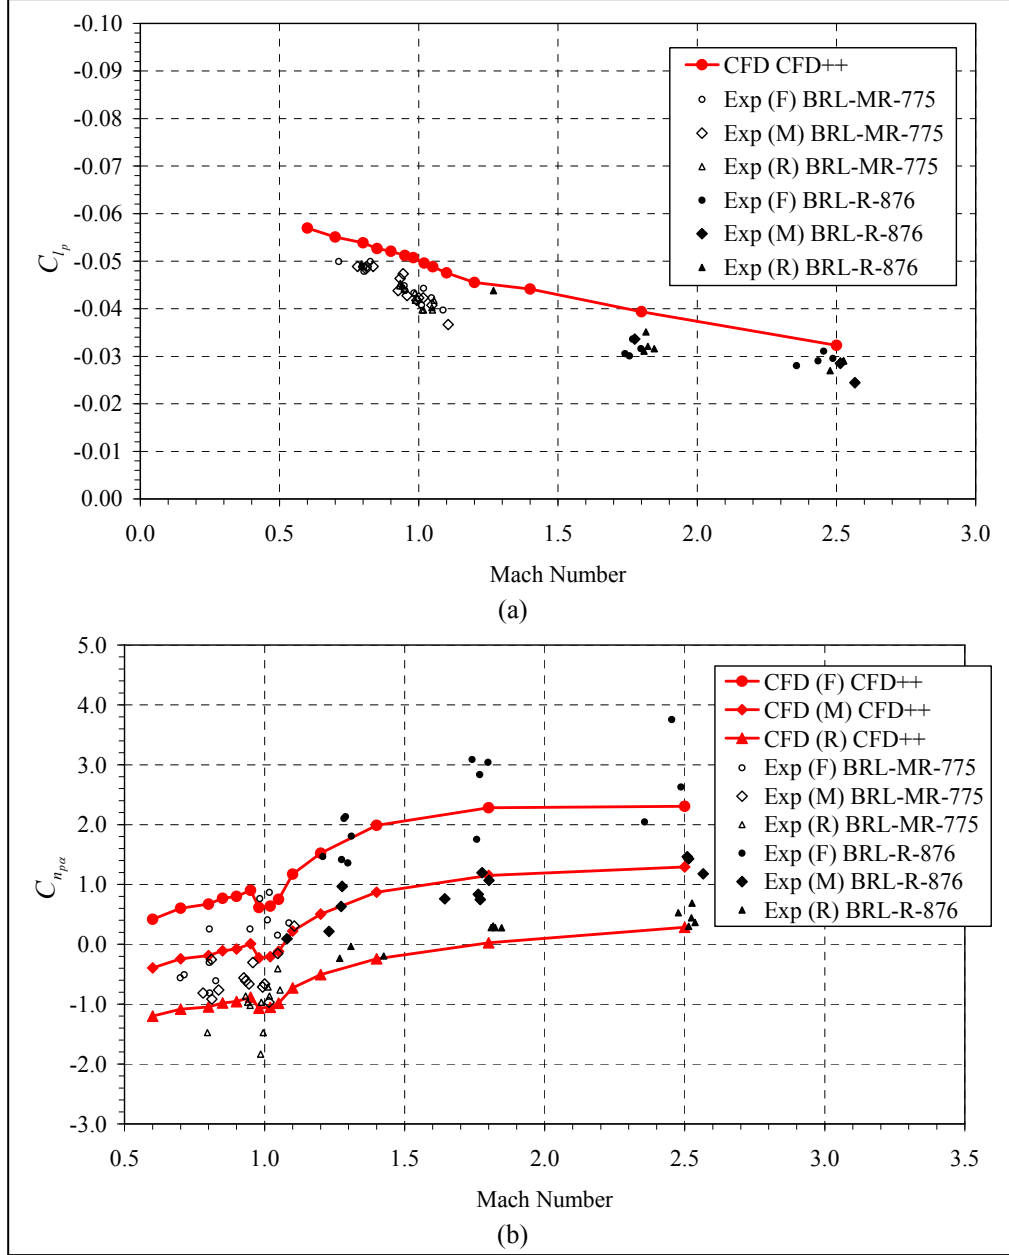 -0.10
-0.09
-0.08
-0.07
-0.06
-0.05
-0.04
-0.03
-0.02
-0.01
0.00
C_{l_p}
CFD CFD++
Exp (F) BRL-MR-775
Exp (M) BRL-MR-775
Exp (R) BRL-MR-775
Exp (F) BRL-R-876
Exp (M) BRL-R-876
Exp (R) BRL-R-876
0.0 0.5 1.0 1.5 2.0 2.5 3.0
Mach Number
(a)
5.0
4.0
3.0
2.0
1.0
0.0
-1.0
-2.0
-3.0
C_{n_{pα}}
CFD (F) CFD++
CFD (M) CFD++
CFD (R) CFD++
Exp (F) BRL-MR-775
Exp (M) BRL-MR-775
Exp (R) BRL-MR-775
Exp (F) BRL-R-876
Exp (M) BRL-R-876
Exp (R) BRL-R-876
0.5 1.0 1.5 2.0 2.5 3.0 3.5
Mach Number
(b)